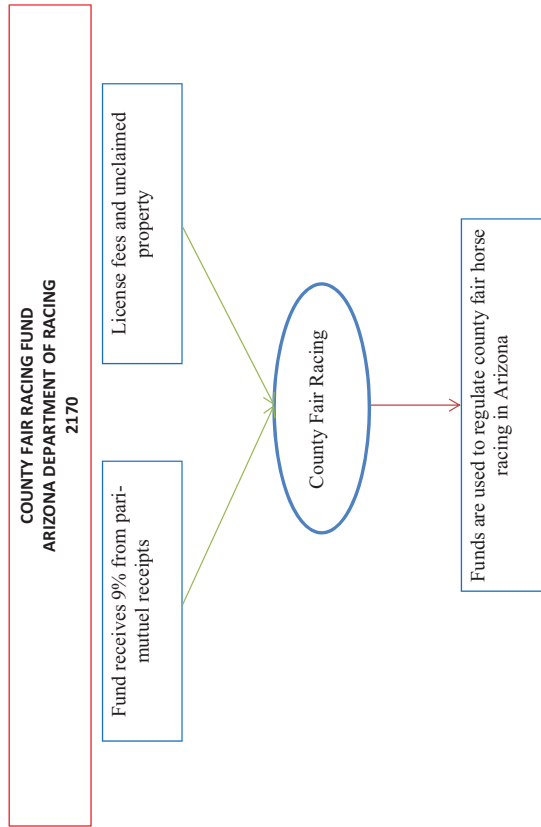 COUNTY FAIR RACING FUND
ARIZONA DEPARTMENT OF RACING
2170
Fund receives 9% from pari-
mutuel receipts
License fees and unclaimed
property
County Fair Racing
Funds are used to regulate county fair horse
racing in Arizona